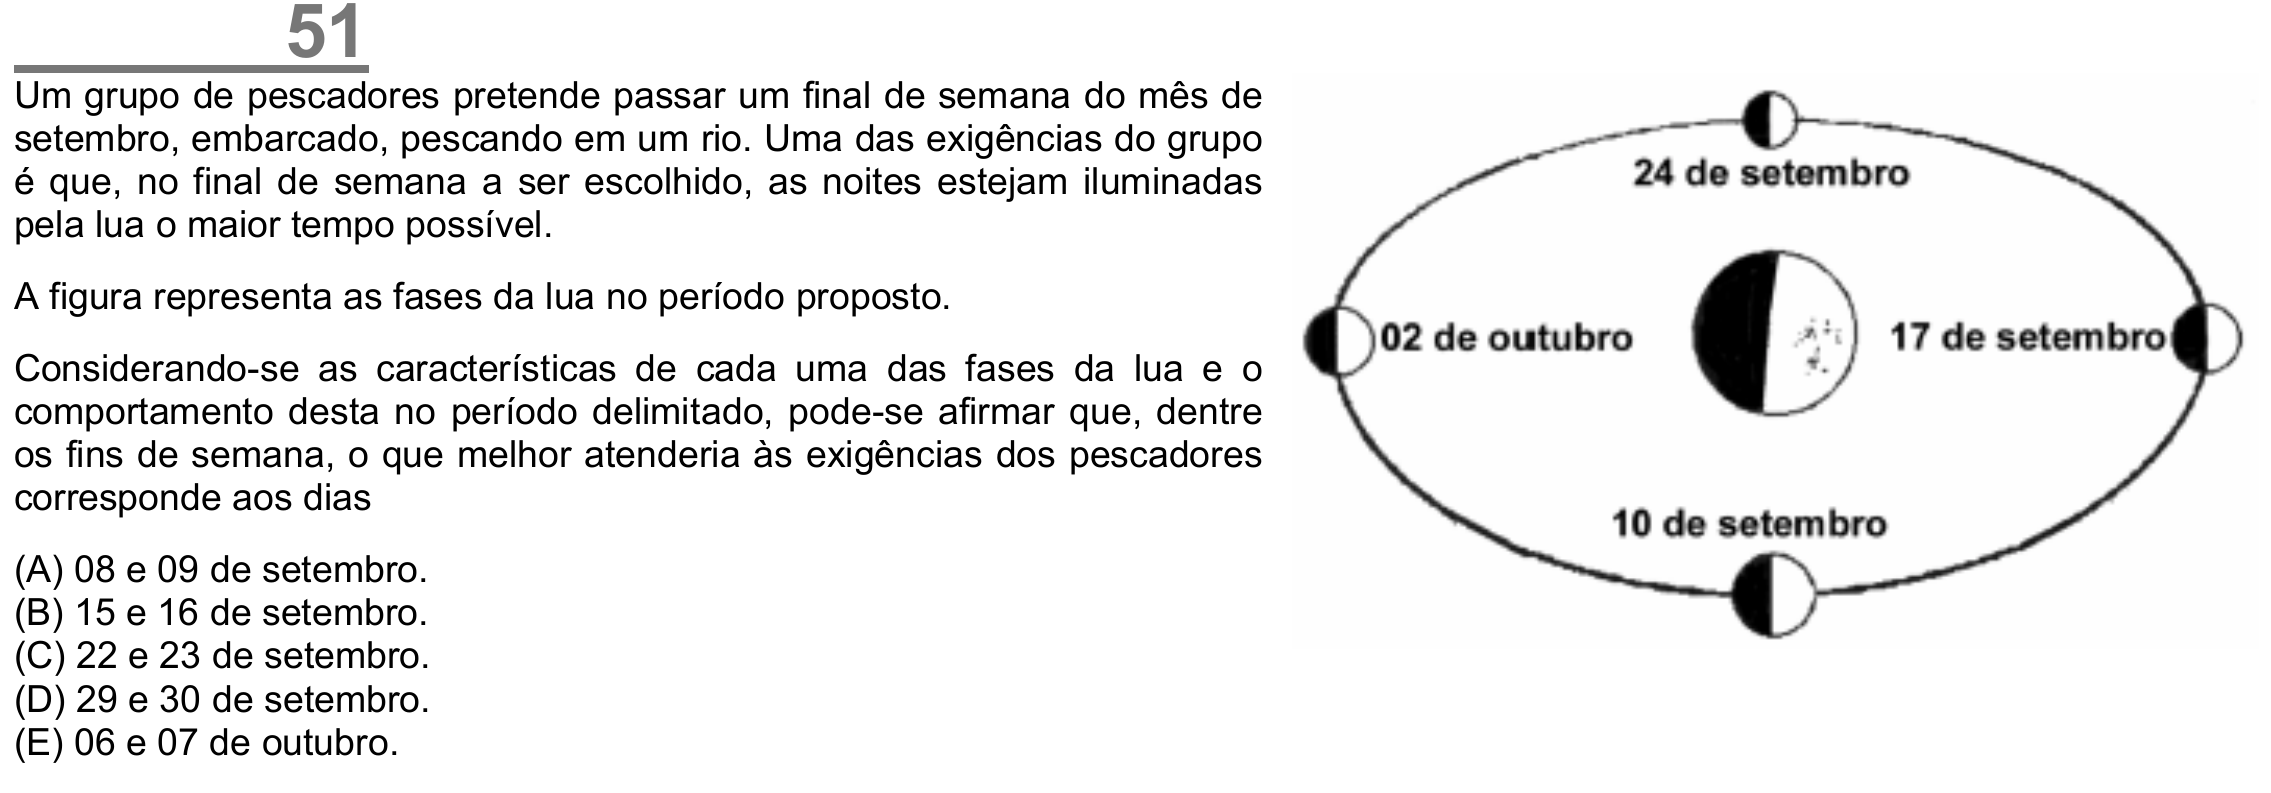 51
Um grupo de pescadores pretende passar um final de semana do mês de
setembro, embarcado, pescando em um rio. Uma das exigências do grupo
é que, no final de semana a ser escolhido, as noites estejam iluminadas
pela lua o maior tempo possível.
A figura representa as fases da lua no período proposto.
Considerando-se as características de cada uma das fases da lua e o
comportamento desta no período delimitado, pode-se afirmar que, dentre
os fins de semana, o que melhor atenderia às exigências dos pescadores
corresponde aos dias
(A) 08 e 09 de setembro.
(B) 15 e 16 de setembro.
(C) 22 e 23 de setembro.
(D) 29 e 30 de setembro.
(E) 06 e 07 de outubro.
24 de setembro
02 de outubro
17 de setembro
10 de setembro